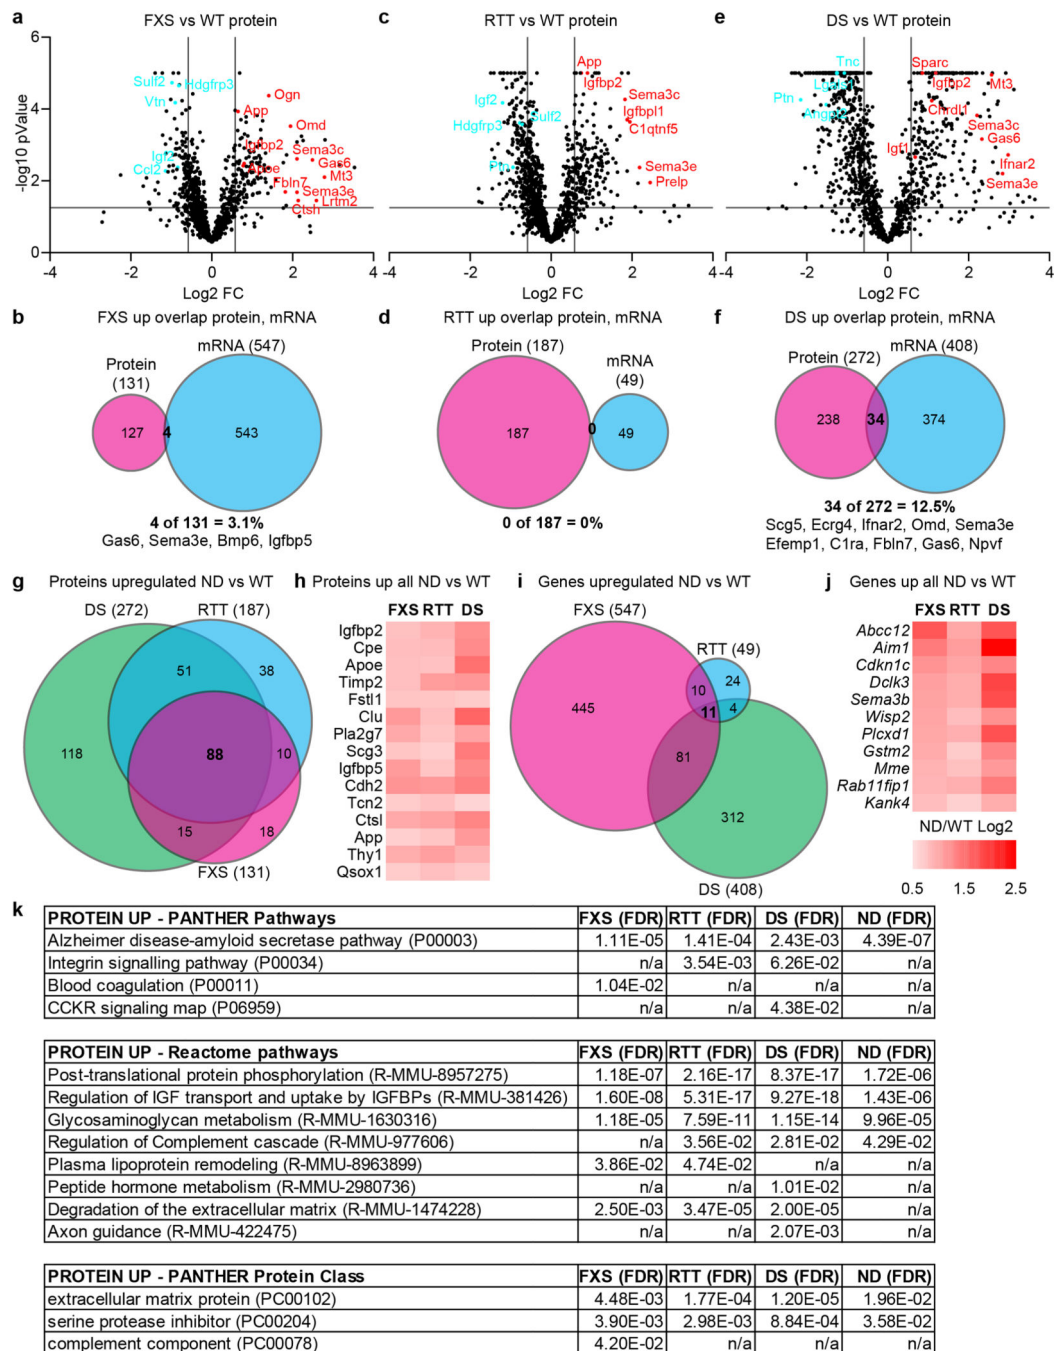 a
FXS vs WT protein
c
RTT vs WT protein
e
DS vs WT protein
-log10 pValue
6
4
2
0
Sulf2
Hdgfrp3
Vtn
Igf2
Ccl2
Ogn
App
Omd
Igfbp2
Sema3c
Apoe
Gas6
Mt3
Fbln7
Sema3e
Lrtm2
Ctsh
-4
-2
0
2
4
Log2 FC
App
Igfbp2
Igf2
Sema3c
Igfbpl1
Hdgfrp3
Sulf2
C1qtnf5
Ptn
Sema3e
Prelp
-4
-2
0
2
4
Log2 FC
Tnc
Sparc
Igfbp2
Mt3
Ptn
Chrdl1
Sema3c
Gas6
Igf1
Ifnar2
Sema3e
-4
-2
0
2
4
Log2 FC
b
FXS up overlap protein, mRNA
mRNA (547)
Protein
(131)
127
4
543
4 of 131 = 3.1%
Gas6, Sema3e, Bmp6, Igfbp5
d
RTT up overlap protein, mRNA
Protein (187)
mRNA
(49)
187
0
49
0 of 187 = 0%
f
DS up overlap protein, mRNA
Protein (272)
mRNA (408)
238
34
374
34 of 272 = 12.5%
Scg5, Ecrg4, Ifnar2, Omd, Sema3e
Efemp1, C1ra, Fbln7, Gas6, Npvf
g
Proteins upregulated ND vs WT
DS (272)
RTT (187)
51
38
118
88
10
15
18
FXS (131)
h
Proteins up all ND vs WT
FXS RTT DS
Igfbp2
Cpe
Apoe
Timp2
Fstl1
Clu
Pla2g7
Scg3
Igfbp5
Cdh2
Tcn2
Ctsl
App
Thy1
Qsox1
i
Genes upregulated ND vs WT
FXS (547)
RTT (49)
24
10
445
11
4
81
312
DS (408)
j
Genes up all ND vs WT
FXS RTT DS
Abcc12
Aim1
Cdkn1c
Dclk3
Sema3b
Wisp2
Plcxd1
Gstm2
Mme
Rab11fip1
Kank4
ND/WT Log2
0.5 1.5 2.5
k
PROTEIN UP - PANTHER Pathways FXS (FDR) RTT (FDR) DS (FDR) ND (FDR)
Alzheimer disease-amyloid secretase pathway (P00003) 1.11E-05 1.41E-04 2.43E-03 4.39E-07
Integrin signalling pathway (P00034) n/a 3.54E-03 6.26E-02 n/a
Blood coagulation (P00011) 1.04E-02 n/a n/a n/a
CCKR signaling map (P06959) n/a n/a 4.38E-02 n/a
PROTEIN UP - Reactome pathways FXS (FDR) RTT (FDR) DS (FDR) ND (FDR)
Post-translational protein phosphorylation (R-MMU-8957275) 1.18E-07 2.16E-17 8.37E-17 1.72E-06
Regulation of IGF transport and uptake by IGFBPs (R-MMU-381426) 1.60E-08 5.31E-17 9.27E-18 1.43E-06
Glycosaminoglycan metabolism (R-MMU-1630316) 1.18E-05 7.59E-11 1.15E-14 9.96E-05
Regulation of Complement cascade (R-MMU-977606) n/a 3.56E-02 2.81E-02 4.29E-02
Plasma lipoprotein remodeling (R-MMU-8963899) 3.86E-02 4.74E-02 n/a n/a
Peptide hormone metabolism (R-MMU-2980736) n/a n/a 1.01E-02 n/a
Degradation of the extracellular matrix (R-MMU-1474228) 2.50E-03 3.47E-05 2.00E-05 n/a
Axon guidance (R-MMU-422475) n/a n/a 2.07E-03 n/a
PROTEIN UP - PANTHER Protein Class FXS (FDR) RTT (FDR) DS (FDR) ND (FDR)
extracellular matrix protein (PC00102) 4.48E-03 1.77E-04 1.20E-05 1.96E-02
serine protease inhibitor (PC00204) 3.90E-03 2.98E-03 8.84E-04 3.58E-02
complement component (PC00078) 4.20E-02 n/a n/a n/a